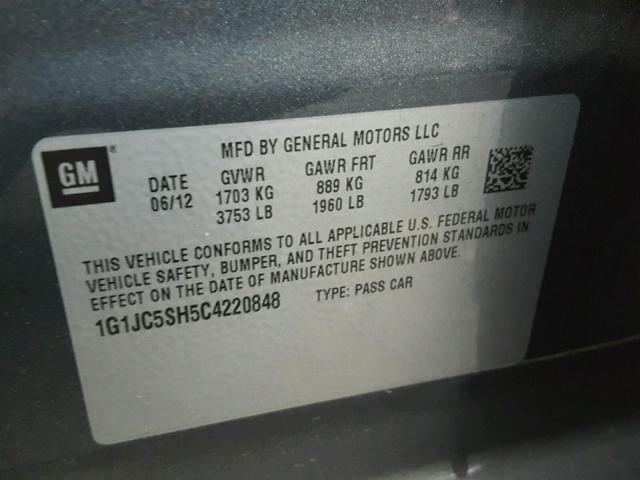 MFD BY GENERAL MOTORS LLC
GM ®
DATE GVWR GAWR FRT GAWR RR
06/12 1703 KG 889 KG 814 KG
3753 LB 1960 LB 1793 LB
THIS VEHICLE CONFORMS TO ALL APPLICABLE U.S. FEDERAL MOTOR
VEHICLE SAFETY, BUMPER, AND THEFT PREVENTION STANDARDS IN
EFFECT ON THE DATE OF MANUFACTURE SHOWN ABOVE.
1G1JC5SH5C4220848 TYPE: PASS CAR